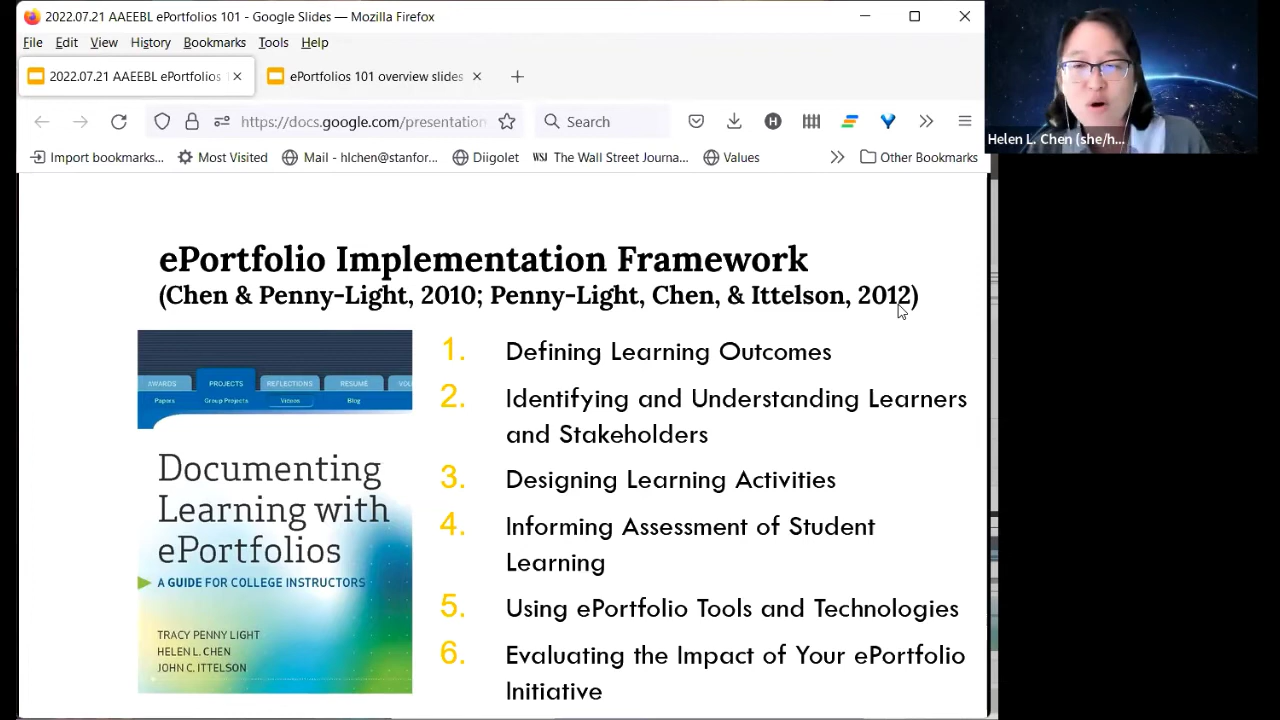 2022.07.21 AAEEBL ePortfolios 101 - Google Slides — Mozilla Firefox
File Edit View History Bookmarks Tools Help
2022.07.21 AAEEBL ePortfolios
ePortfolios 101 overview slides
https://docs.google.com/presentation
Search
Import bookmarks...
Most Visited
Mail - hlchen@stanfor...
Diigolet
WSJ
The Wall Street Journa...
Values
Other Bookmarks
Helen L. Chen (she/h...
ePortfolio Implementation Framework
(Chen & Penny-Light, 2010; Penny-Light, Chen, & Ittelson, 2012)
AWARDS PROJECTS REFLECTIONS RESUME VOL
Papers Group Projects Videos Blog
Documenting
Learning with
ePortfolios
A GUIDE FOR COLLEGE INSTRUCTORS
TRACY PENNY LIGHT
HELEN L. CHEN
JOHN C. ITTELSON
1. Defining Learning Outcomes
2. Identifying and Understanding Learners
and Stakeholders
3. Designing Learning Activities
4. Informing Assessment of Student
Learning
5. Using ePortfolio Tools and Technologies
6. Evaluating the Impact of Your ePortfolio
Initiative